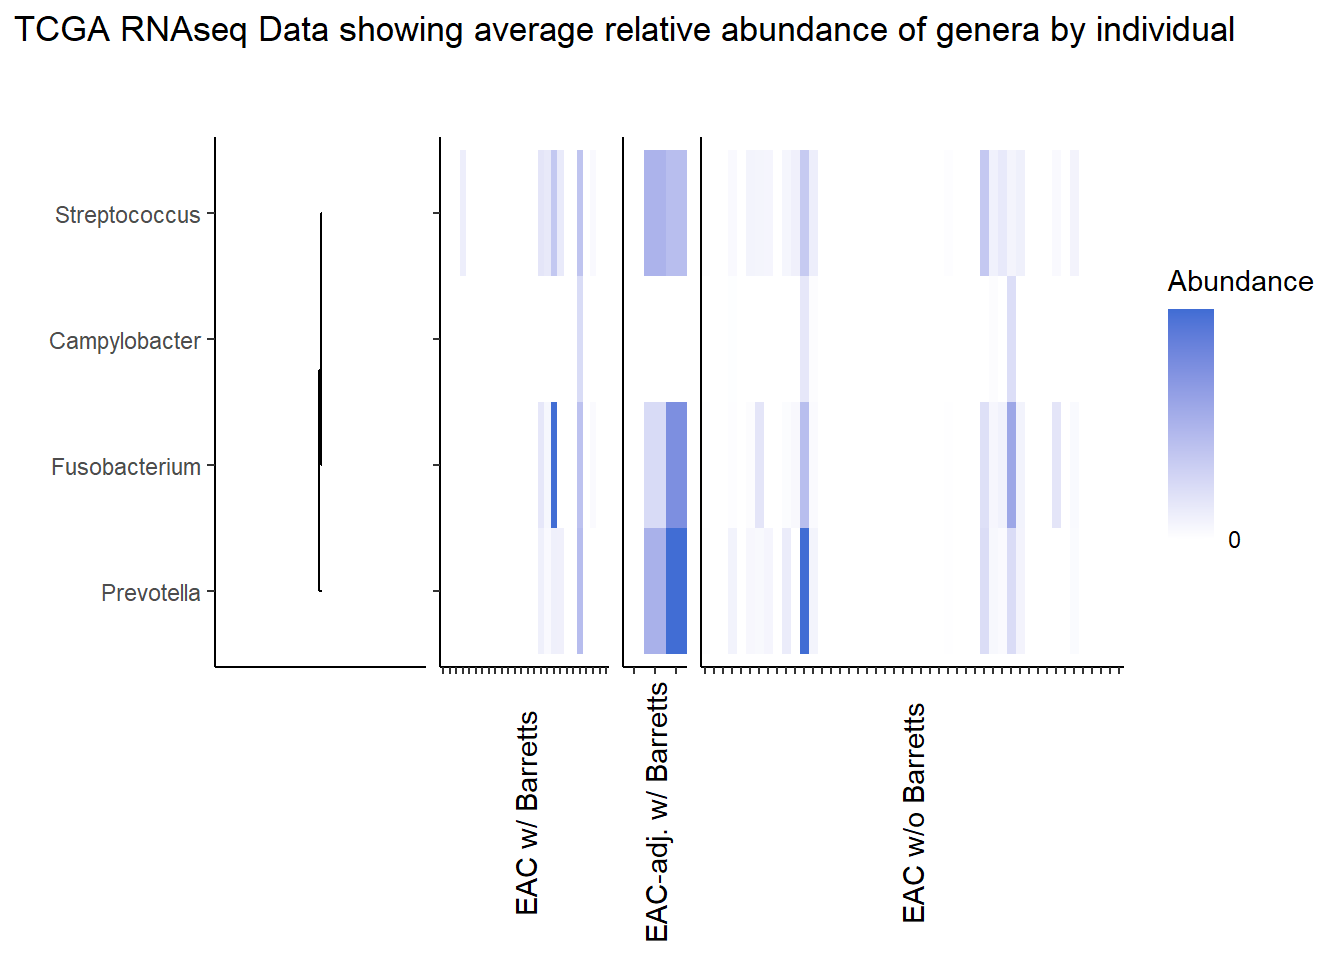 TCGA RNAseq Data showing average relative abundance of genera by individual
Streptococcus
Campylobacter
Fusobacterium
Prevotella
Abundance
0
EAC w/ Barretts
EAC-adj. w/ Barretts
EAC w/o Barretts